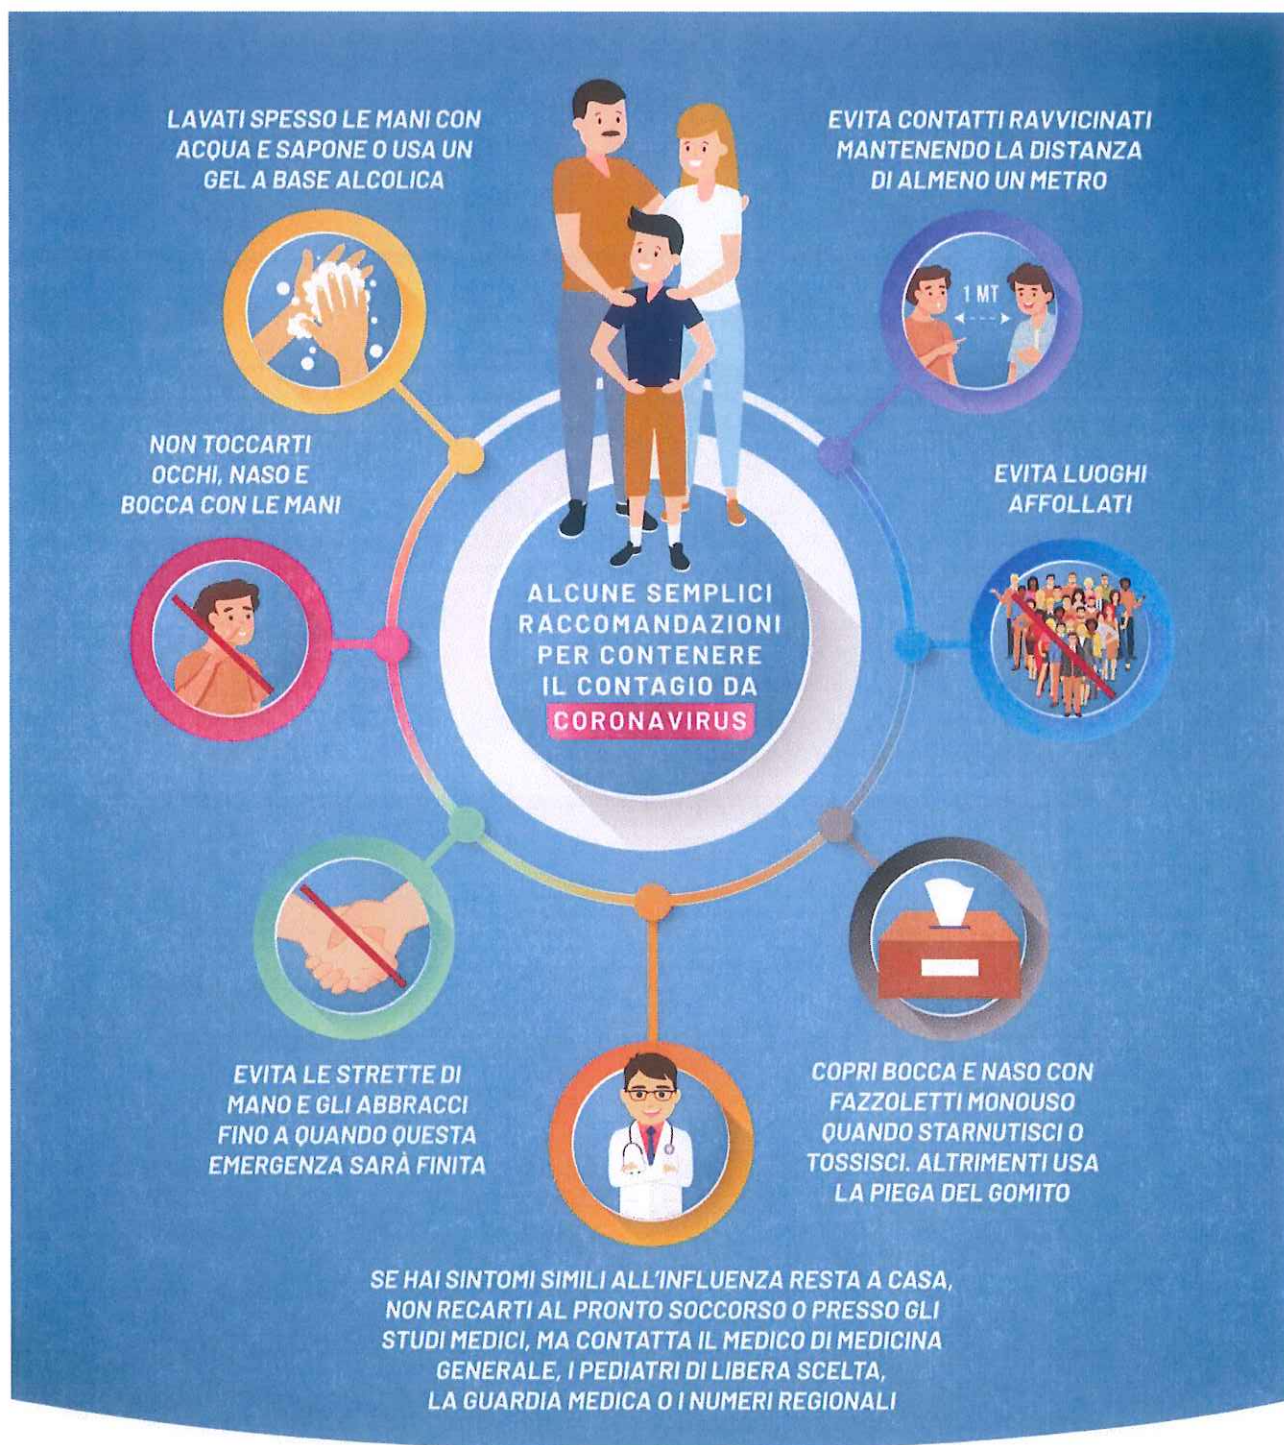 LAVATI SPESSO LE MANI CON
ACQUA E SAPONE O USA UN
GEL A BASE ALCOLICA
EVITA CONTATTI RAVVICINATI
MANTENENDO LA DISTANZA
DI ALMENO UN METRO
1 MT
NON TOCCARTI
OCCHI, NASO E
BOCCA CON LE MANI
EVITA LUOGHI
AFFOLLATI
ALCUNE SEMPLICI
RACCOMANDAZIONI
PER CONTENERE
IL CONTAGIO DA
CORONAVIRUS
EVITA LE STRETTE DI
MANO E GLI ABBRACCI
FINO A QUANDO QUESTA
EMERGENZA SARÀ FINITA
COPRI BOCCA E NASO CON
FAZZOLETTI MONOUSO
QUANDO STARNUTISCI O
TOSSISCI. ALTRIMENTI USA
LA PIEGA DEL GOMITO
SE HAI SINTOMI SIMILI ALL'INFLUENZA RESTA A CASA,
NON RECARTI AL PRONTO SOCCORSO O PRESSO GLI
STUDI MEDICI, MA CONTATTA IL MEDICO DI MEDICINA
GENERALE, I PEDIATRI DI LIBERA SCELTA,
LA GUARDIA MEDICA O I NUMERI REGIONALI